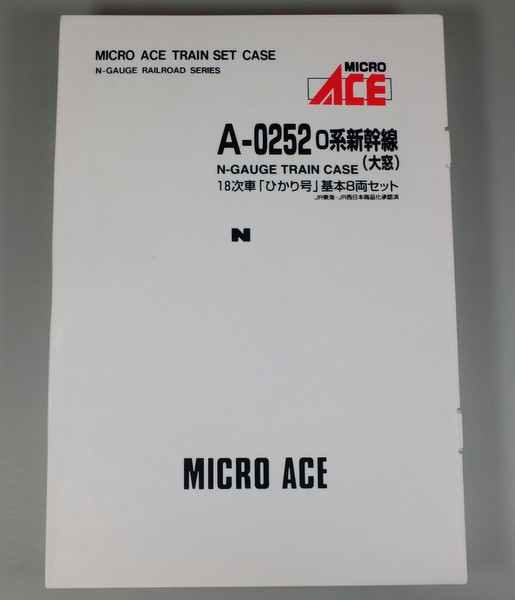 MICRO ACE TRAIN SET CASE
N-GAUGE RAILROAD SERIES
MICRO
ACE
A-0252 0系新幹線
(大窓)
N-GAUGE TRAIN CASE
18次車「ひかり号」基本8両セット
JR東海・JR西日本商品化承認済
N
MICRO ACE